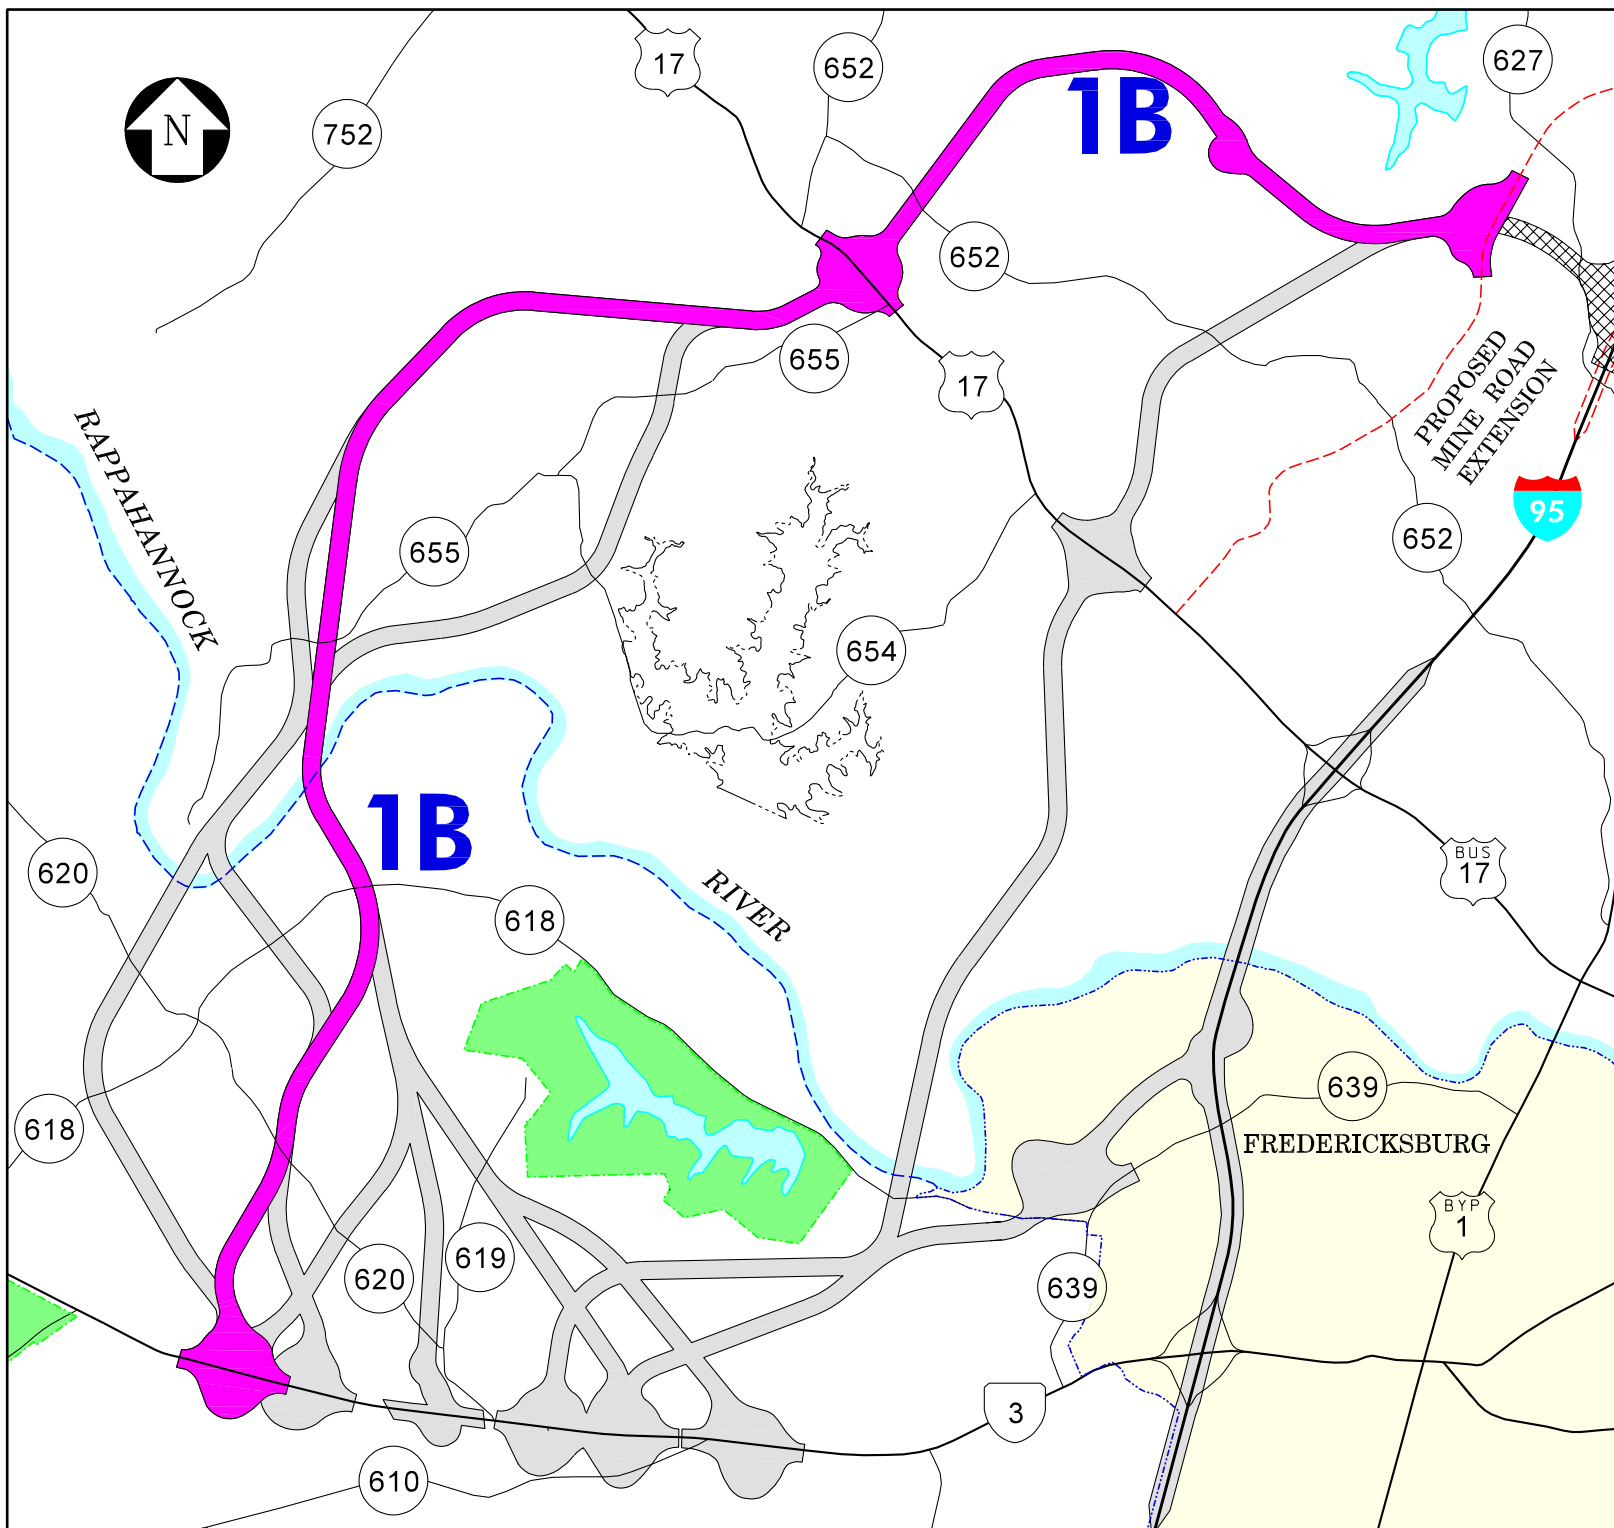 17
652
627
1B
N
752
652
655
17
PROPOSED
MINE ROAD
EXTENSION
95
RAPPAHANNOCK
655
652
654
1B
620
BUS
17
RIVER
618
639
618
FREDERICKSBURG
BYP
1
619
620
639
3
610